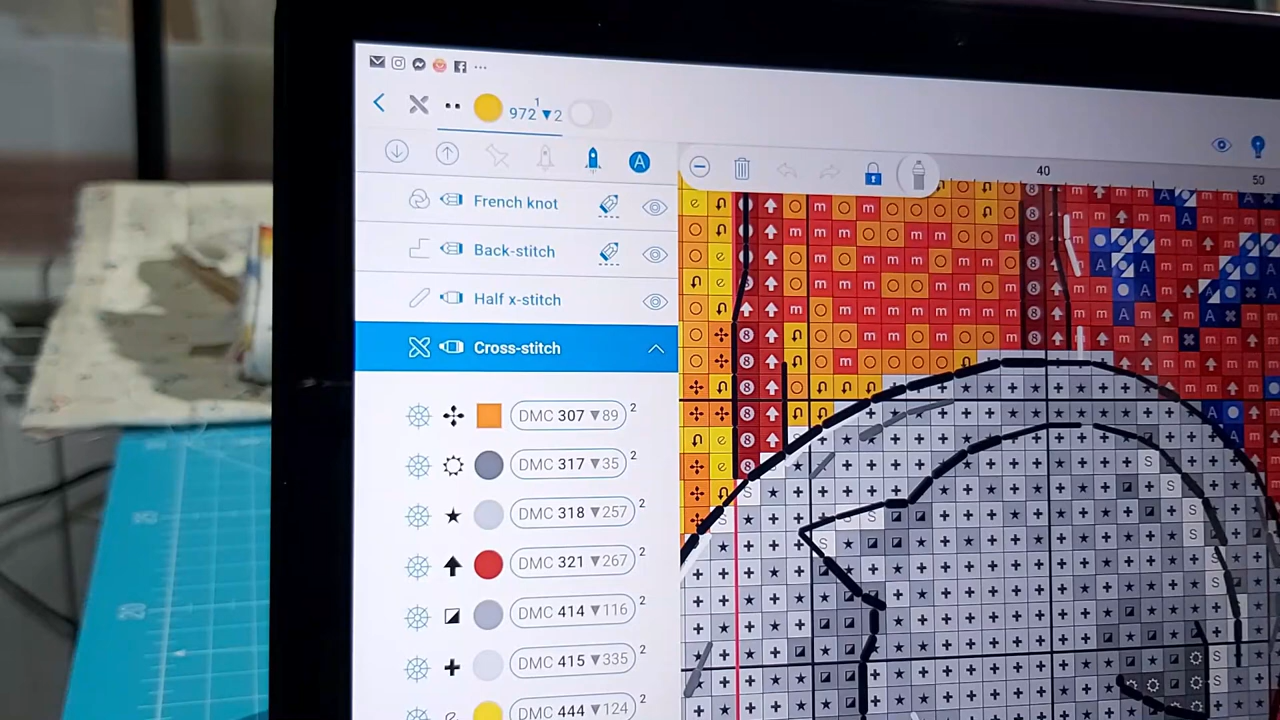 972 1 ▼2
40
50
French knot
Back-stitch
Half x-stitch
Cross-stitch
DMC 307 ▼89 2
DMC 317 ▼35 2
DMC 318 ▼257 2
DMC 321 ▼267 2
DMC 414 ▼116 2
DMC 415 ▼335 2
DMC 444 ▼124 2